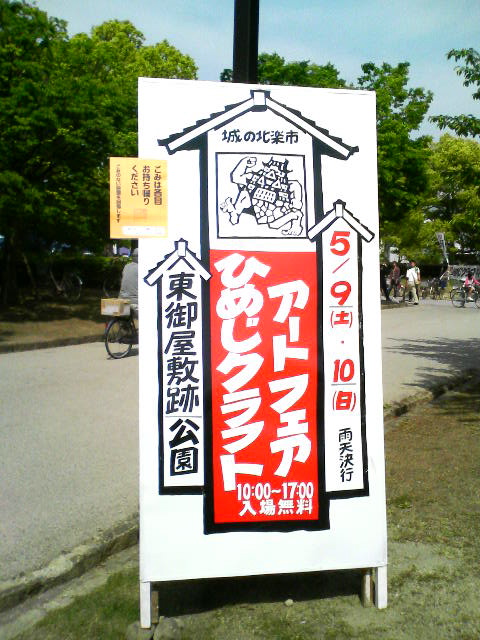 城の北楽市
5/9(土)・10(日)
雨天決行
アートフェア
ひめじクラフト
10:00〜17:00
入場無料
東御屋敷跡公園
ごみは各自
お持ち帰り
ください